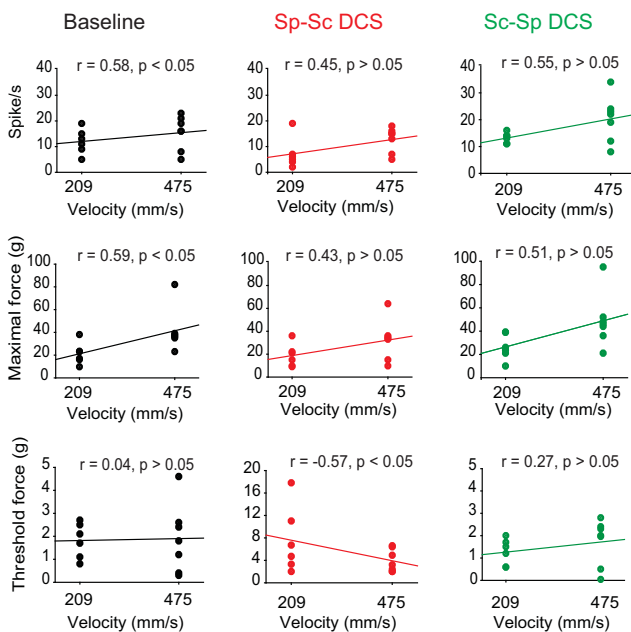 Baseline Sp-Sc DCS Sc-Sp DCS
r = 0.58, p < 0.05 r = 0.45, p > 0.05 r = 0.55, p > 0.05
Spike/s
40 40 40
30 30 30
20 20 20
10 10 10
0 0 0
209 475 209 475 209 475
Velocity (mm/s) Velocity (mm/s) Velocity (mm/s)
r = 0.59, p < 0.05 r = 0.43, p > 0.05 r = 0.51, p > 0.05
Maximal force (g)
100 100 100
80 80 80
60 60 60
40 40 40
20 20 20
0 0 0
209 475 209 475 209 475
Velocity (mm/s) Velocity (mm/s) Velocity (mm/s)
r = 0.04, p > 0.05 r = -0.57, p < 0.05 r = 0.27, p > 0.05
Threshold force (g)
5 20 5
4 16 4
3 12 3
2 8 2
1 4 1
0 0 0
209 475 209 475 209 475
Velocity (mm/s) Velocity (mm/s) Velocity (mm/s)